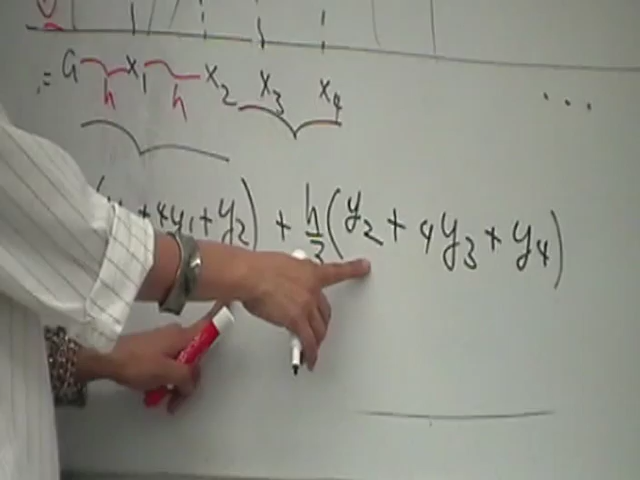 = a x₁ x₂ x₃ x₄ ...
h h
+ 4y₁ + y₂) + h/3 (y₂ + 4y₃ + y₄)